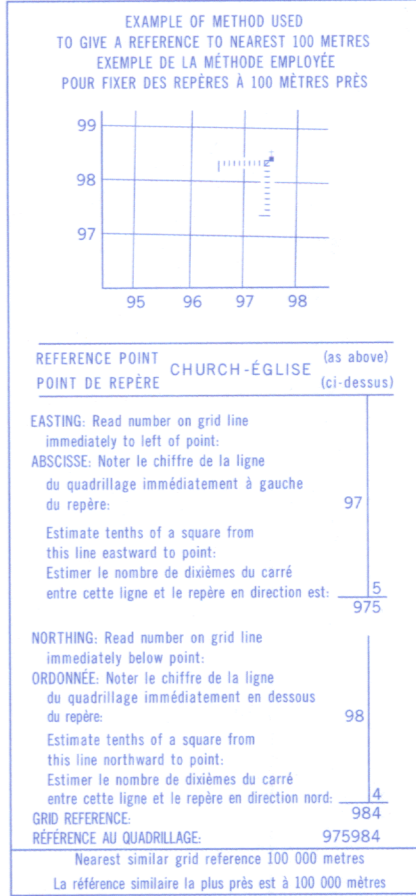 EXAMPLE OF METHOD USED
TO GIVE A REFERENCE TO NEAREST 100 METRES
EXEMPLE DE LA MÉTHODE EMPLOYÉE
POUR FIXER DES REPÈRES À 100 MÈTRES PRÈS
99
98
97
95 96 97 98
REFERENCE POINT
POINT DE REPÈRE
CHURCH-ÉGLISE
(as above)
(ci-dessus)
EASTING: Read number on grid line
immediately to left of point:
ABSCISSE: Noter le chiffre de la ligne
du quadrillage immédiatement à gauche
du repère: 97
Estimate tenths of a square from
this line eastward to point:
Estimer le nombre de dixièmes du carré
entre cette ligne et le repère en direction est: 5
975
NORTHING: Read number on grid line
immediately below point:
ORDONNÉE: Noter le chiffre de la ligne
du quadrillage immédiatement en dessous
du repère: 98
Estimate tenths of a square from
this line northward to point:
Estimer le nombre de dixièmes du carré
entre cette ligne et le repère en direction nord: 4
GRID REFERENCE: 984
RÉFÉRENCE AU QUADRILLAGE: 975984
Nearest similar grid reference 100 000 metres
La référence similaire la plus près est à 100 000 mètres